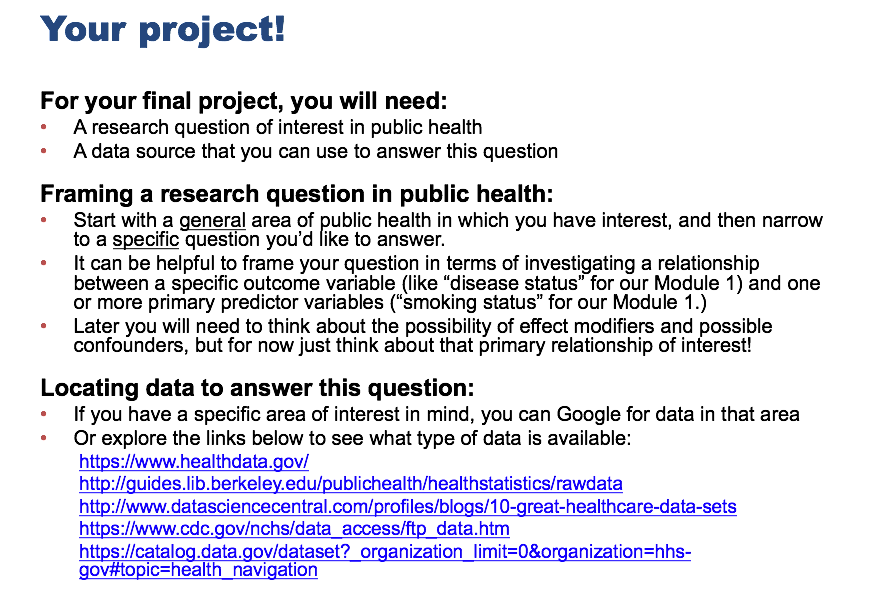 Your project!
For your final project, you will need:
• A research question of interest in public health
• A data source that you can use to answer this question
Framing a research question in public health:
• Start with a general area of public health in which you have interest, and then narrow
to a specific question you’d like to answer.
• It can be helpful to frame your question in terms of investigating a relationship
between a specific outcome variable (like “disease status” for our Module 1) and one
or more primary predictor variables (“smoking status” for our Module 1.)
• Later you will need to think about the possibility of effect modifiers and possible
confounders, but for now just think about that primary relationship of interest!
Locating data to answer this question:
• If you have a specific area of interest in mind, you can Google for data in that area
• Or explore the links below to see what type of data is available:
https://www.healthdata.gov/
http://guides.lib.berkeley.edu/publichealth/healthstatistics/rawdata
http://www.datasciencecentral.com/profiles/blogs/10-great-healthcare-data-sets
https://www.cdc.gov/nchs/data_access/ftp_data.htm
https://catalog.data.gov/dataset?_organization_limit=0&organization=hhs-
gov#topic=health_navigation